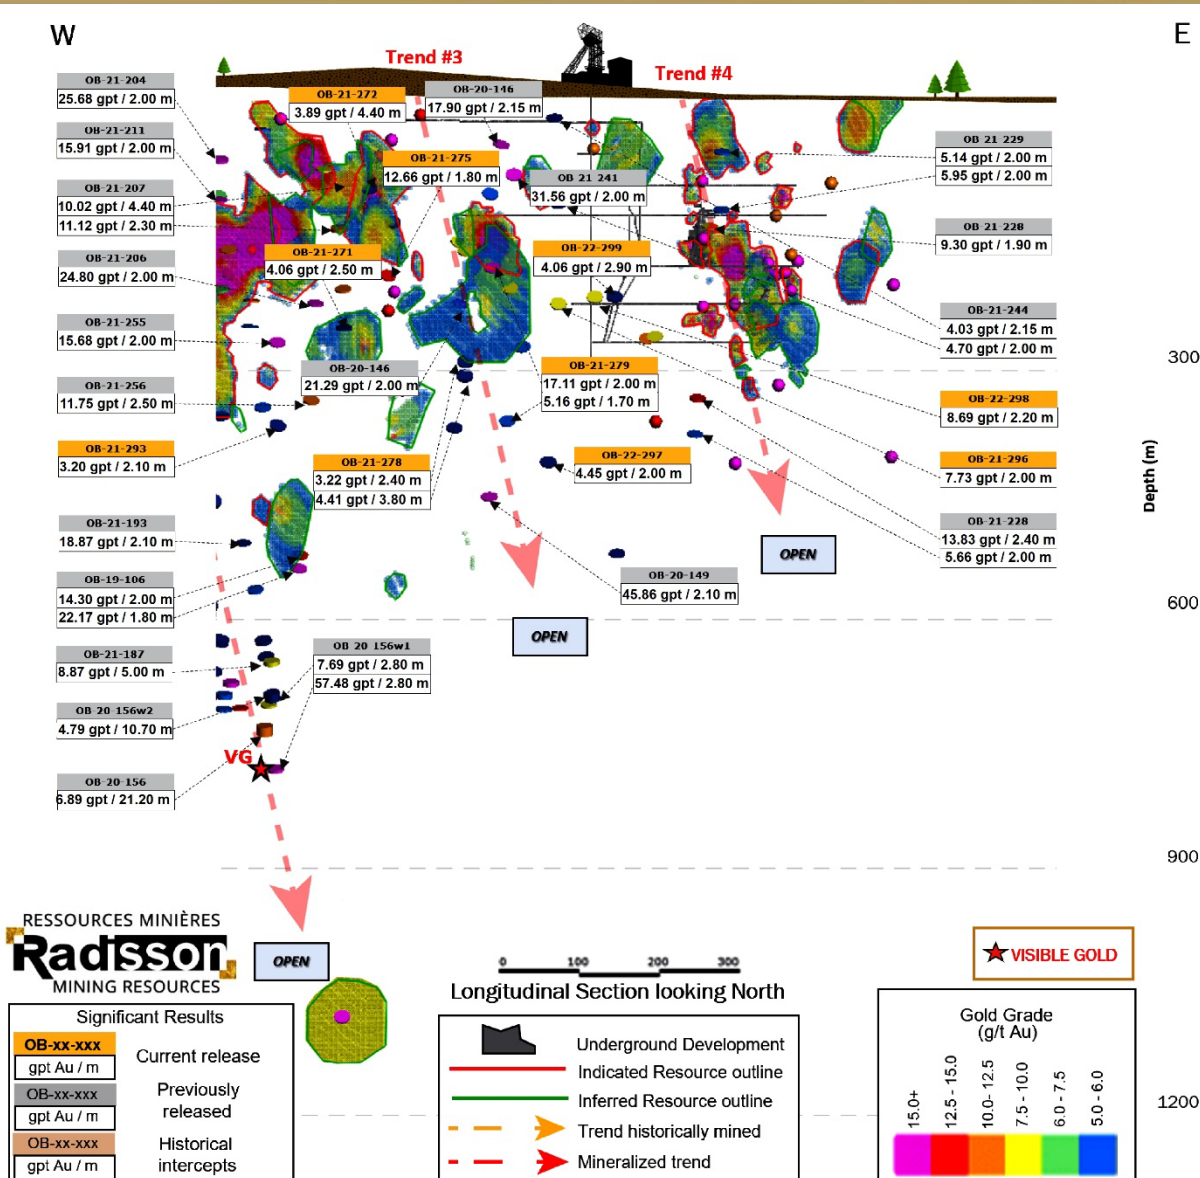 W
E
Trend #3
Trend #4
OB-21-204
25.68 gpt / 2.00 m
OB-21-211
15.91 gpt / 2.00 m
OB-21-207
10.02 gpt / 4.40 m
11.12 gpt / 2.30 m
OB-21-206
24.80 gpt / 2.00 m
OB-21-255
15.68 gpt / 2.00 m
OB-21-256
11.75 gpt / 2.50 m
OB-21-293
3.20 gpt / 2.10 m
OB-21-193
18.87 gpt / 2.10 m
OB-19-106
14.30 gpt / 2.00 m
22.17 gpt / 1.80 m
OB-21-187
8.87 gpt / 5.00 m
OB-20-156w2
4.79 gpt / 10.70 m
OB-20-156
6.89 gpt / 21.20 m
OB-21-272
3.89 gpt / 4.40 m
OB-20-146
17.90 gpt / 2.15 m
OB-21-275
12.66 gpt / 1.80 m
OB-21-241
31.56 gpt / 2.00 m
OB-21-271
4.06 gpt / 2.50 m
OB-22-299
4.06 gpt / 2.90 m
OB-20-146
21.29 gpt / 2.00 m
OB-21-279
17.11 gpt / 2.00 m
5.16 gpt / 1.70 m
OB-21-278
3.22 gpt / 2.40 m
4.41 gpt / 3.80 m
OB-22-297
4.45 gpt / 2.00 m
OB-20-149
45.86 gpt / 2.10 m
OB 20 156w1
7.69 gpt / 2.80 m
57.48 gpt / 2.80 m
OB 21 229
5.14 gpt / 2.00 m
5.95 gpt / 2.00 m
OB-21-228
9.30 gpt / 1.90 m
OB-21-244
4.03 gpt / 2.15 m
4.70 gpt / 2.00 m
OB-22-298
8.69 gpt / 2.20 m
OB-21-296
7.73 gpt / 2.00 m
OB-21-228
13.83 gpt / 2.40 m
5.66 gpt / 2.00 m
300
600
900
1200
Depth (m)
OPEN
OPEN
OPEN
VG
RESSOURCES MINIÈRES
Radisson
MINING RESOURCES
Significant Results
OB-xx-xxx
gpt Au / m
Current release
OB-xx-xxx
gpt Au / m
Previously
released
OB-xx-xxx
gpt Au / m
Historical
intercepts
0 100 200 300
Longitudinal Section looking North
Underground Development
Indicated Resource outline
Inferred Resource outline
Trend historically mined
Mineralized trend
VISIBLE GOLD
Gold Grade
(g/t Au)
15.0+
12.5 - 15.0
10.0- 12.5
7.5 - 10.0
6.0 - 7.5
5.0 - 6.0